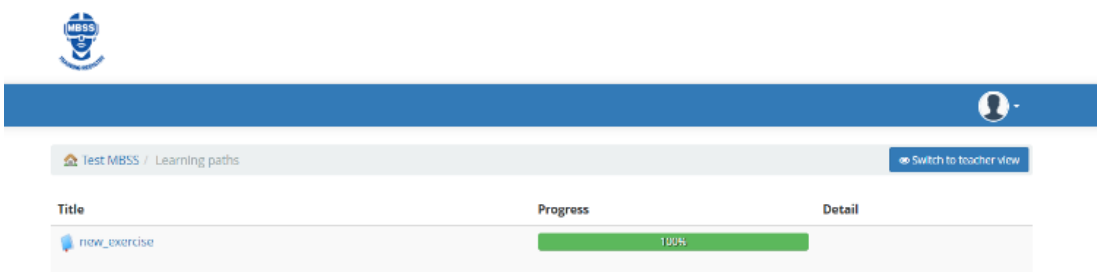 MBSS
Test MBSS / Learning paths
Switch to teacher view
Title Progress Detail
new_exercise 100%